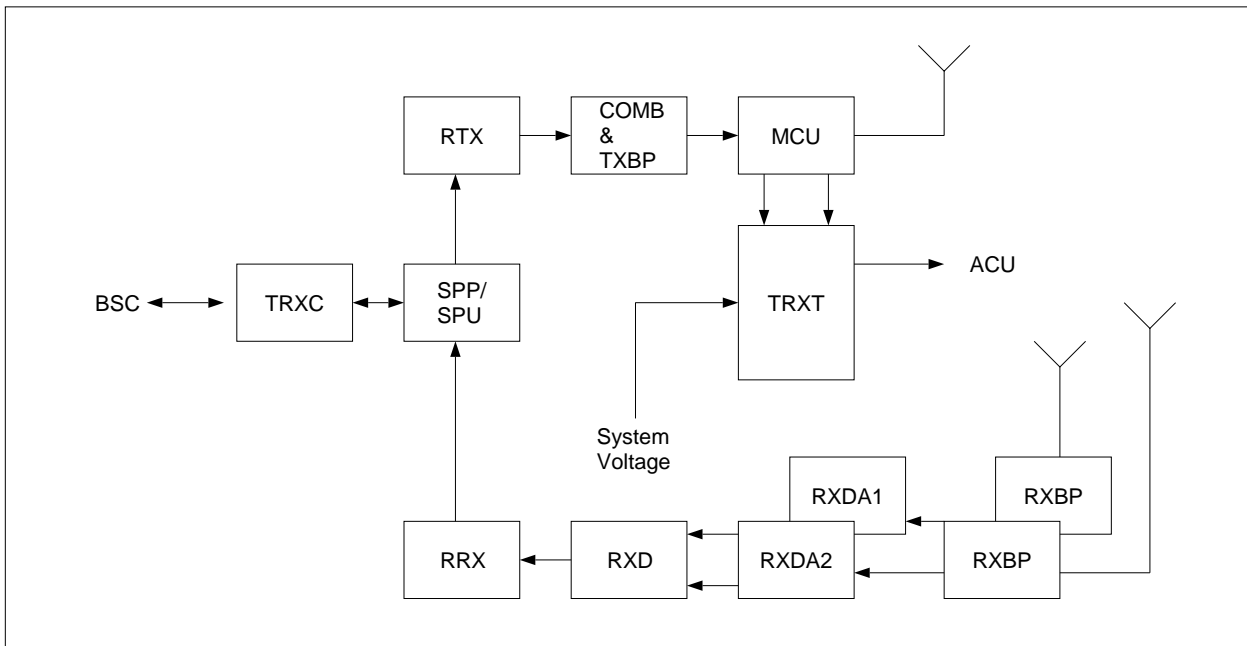 COMB
&
TXBP
RTX
MCU
ACU
BSC
TRXC
SPP/
SPU
TRXT
System
Voltage
RXDA1
RXBP
RRX
RXD
RXDA2
RXBP